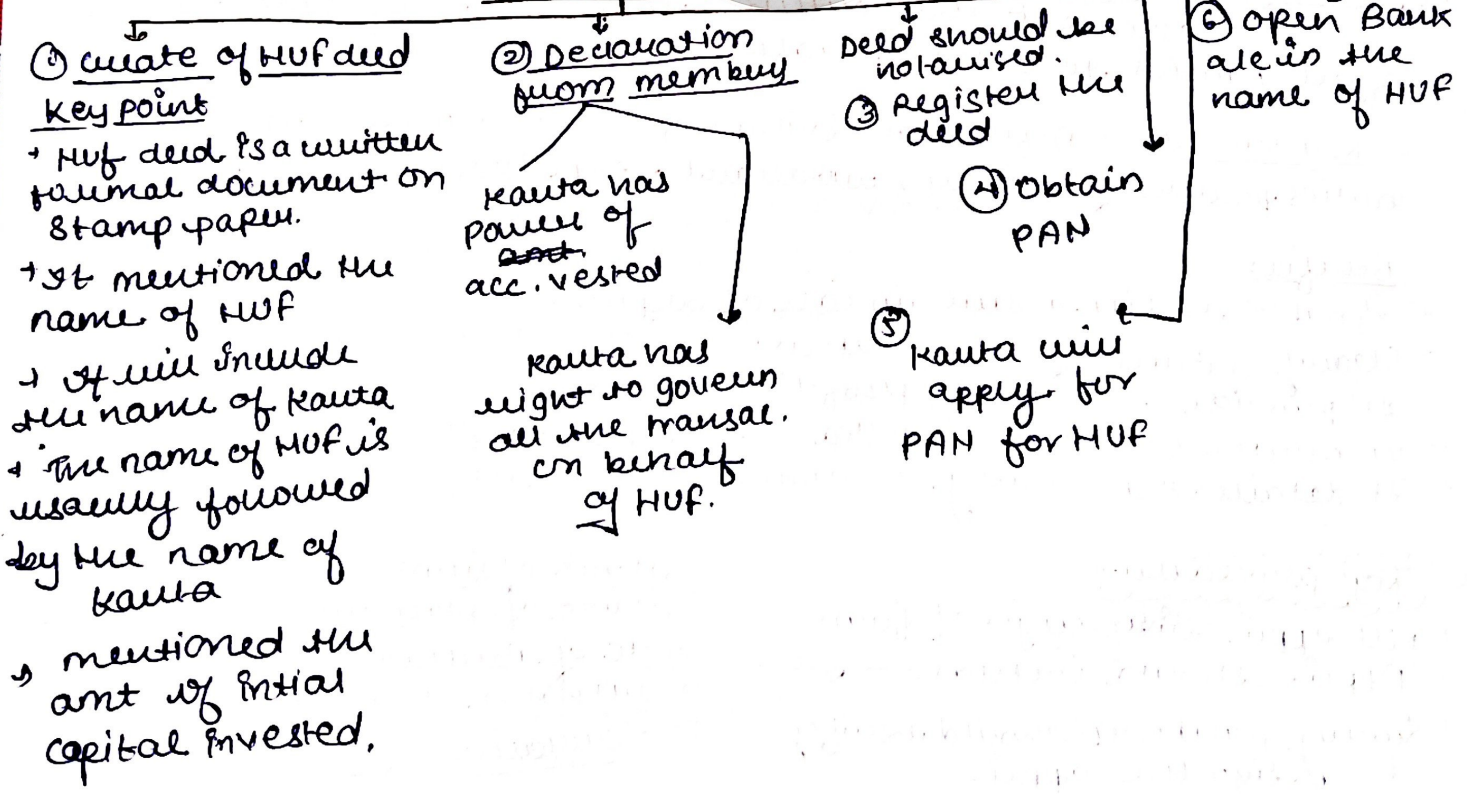 ① Create of HUF deed
Key point
→ HUF deed is a written
formal document on
Stamp paper.
→ It mentioned the
name of HUF
→ It will include
the name of Karta
→ The name of HUF is
usually followed
by the name of
Karta
→ mentioned the
amt of intial
capital invested.
② Declaration
from members
Karta has
power of
acc. vested
Karta has
right to govern
all the transac.
on behalf
of HUF.
Deed should be
notarised.
③ Register the
deed
④ Obtain
PAN
⑤ Karta will
apply for
PAN for HUF
⑥ Open Bank
a/c in the
name of HUF